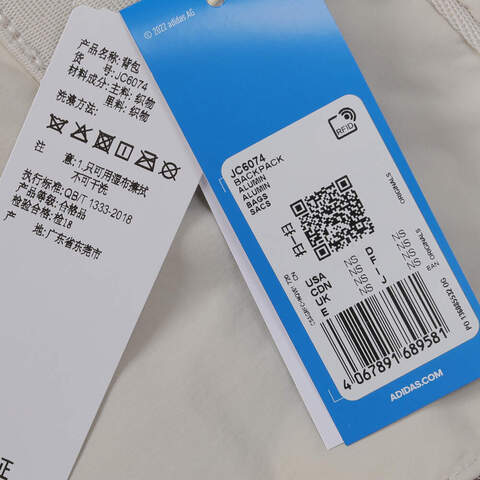 产品名称:背包
货 号:JC6074
材料成分:主料:织物
里料:织物
洗涤方法:
注 意:1.只可用湿布擦拭
不可干洗
执行标准:QB/T 1333-2018
产品等级:合格品
检验合格:检18
产 地:广东省东莞市
正
© 2022 adidas AG
RFID
JC6074
BACKPACK
ALUMIN
ALUMIN
BAGS
SACS
ORIGINALS
USA NS D NS
CDN NS F NS
UK NS I NS
E NS J NS
ORIGINALS
EAN
PO
4 067891 689581
ADIDAS.COM